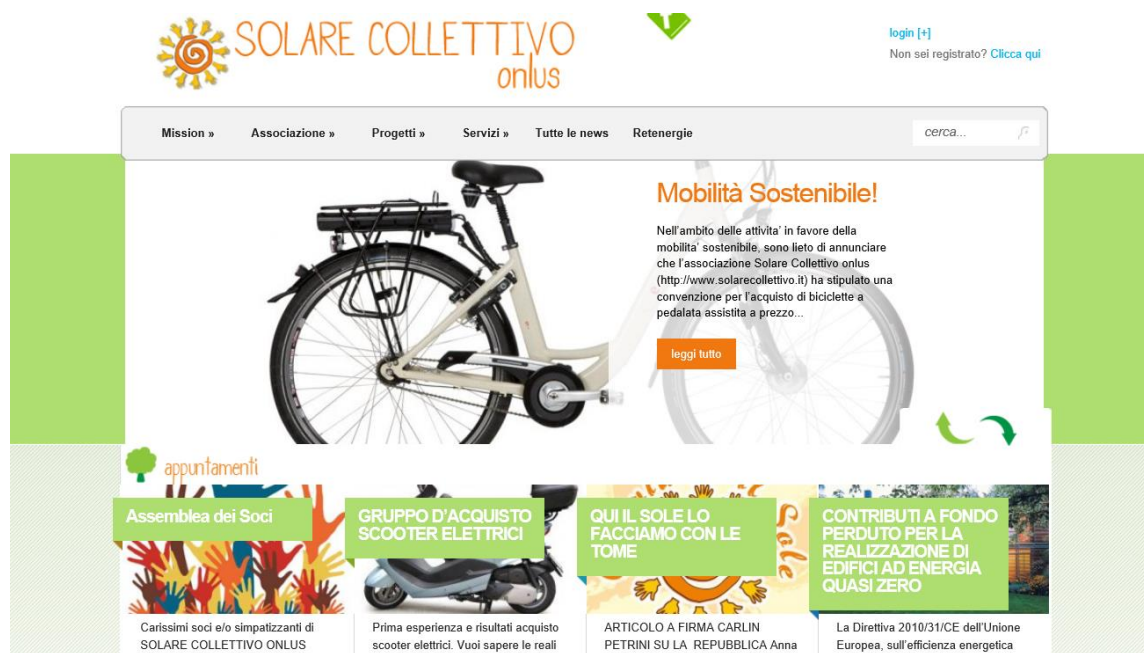 SOLARE COLLETTIVO
onlus
login [+]
Non sei registrato? Clicca qui
Mission »
Associazione »
Progetti »
Servizi »
Tutte le news
Retenergie
cerca...
Mobilità Sostenibile!
Nell'ambito delle attivita' in favore della
mobilita' sostenibile, sono lieto di annunciare
che l'associazione Solare Collettivo onlus
(http://www.solarecollettivo.it) ha stipulato una
convenzione per l'acquisto di biciclette a
pedalata assistita a prezzo...
leggi tutto
appuntamenti
Assemblea dei Soci
Carissimi soci e/o simpatizzanti di
SOLARE COLLETTIVO ONLUS
GRUPPO D'ACQUISTO
SCOOTER ELETTRICI
Prima esperienza e risultati acquisto
scooter elettrici. Vuoi sapere le reali
QUI IL SOLE LO
FACCIAMO CON LE
TOME
ARTICOLO A FIRMA CARLIN
PETRINI SU LA REPUBBLICA Anna
CONTRIBUTI A FONDO
PERDUTO PER LA
REALIZZAZIONE DI
EDIFICI AD ENERGIA
QUASI ZERO
La Direttiva 2010/31/CE dell'Unione
Europea, sull'efficienza energetica